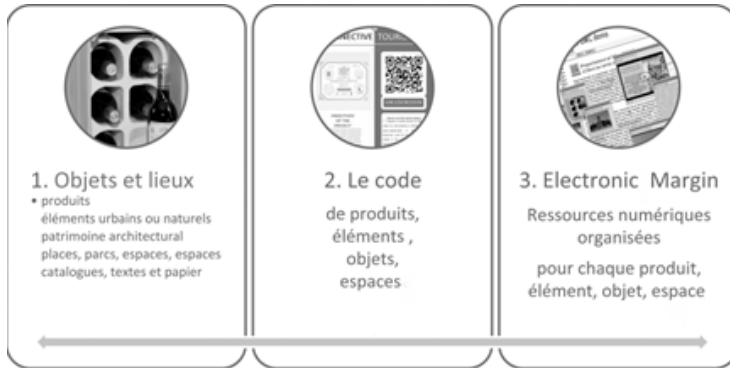 1. Objets et lieux
• produits
éléments urbains ou naturels
patrimoine architectural
places, parcs, espaces, espaces
catalogues, textes et papier
NECTIVE TOURI
2. Le code
de produits,
éléments ,
objets,
espaces
3. Electronic Margin
Ressources numériques
organisées
pour chaque produit,
élément, objet, espace